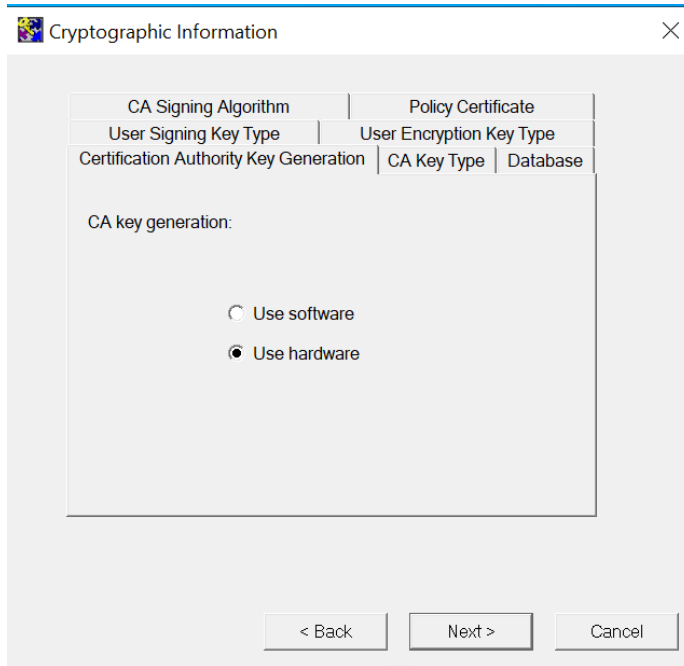 Cryptographic Information
CA Signing Algorithm
Policy Certificate
User Signing Key Type
User Encryption Key Type
Certification Authority Key Generation
CA Key Type
Database
CA key generation:
Use software
Use hardware
< Back
Next >
Cancel